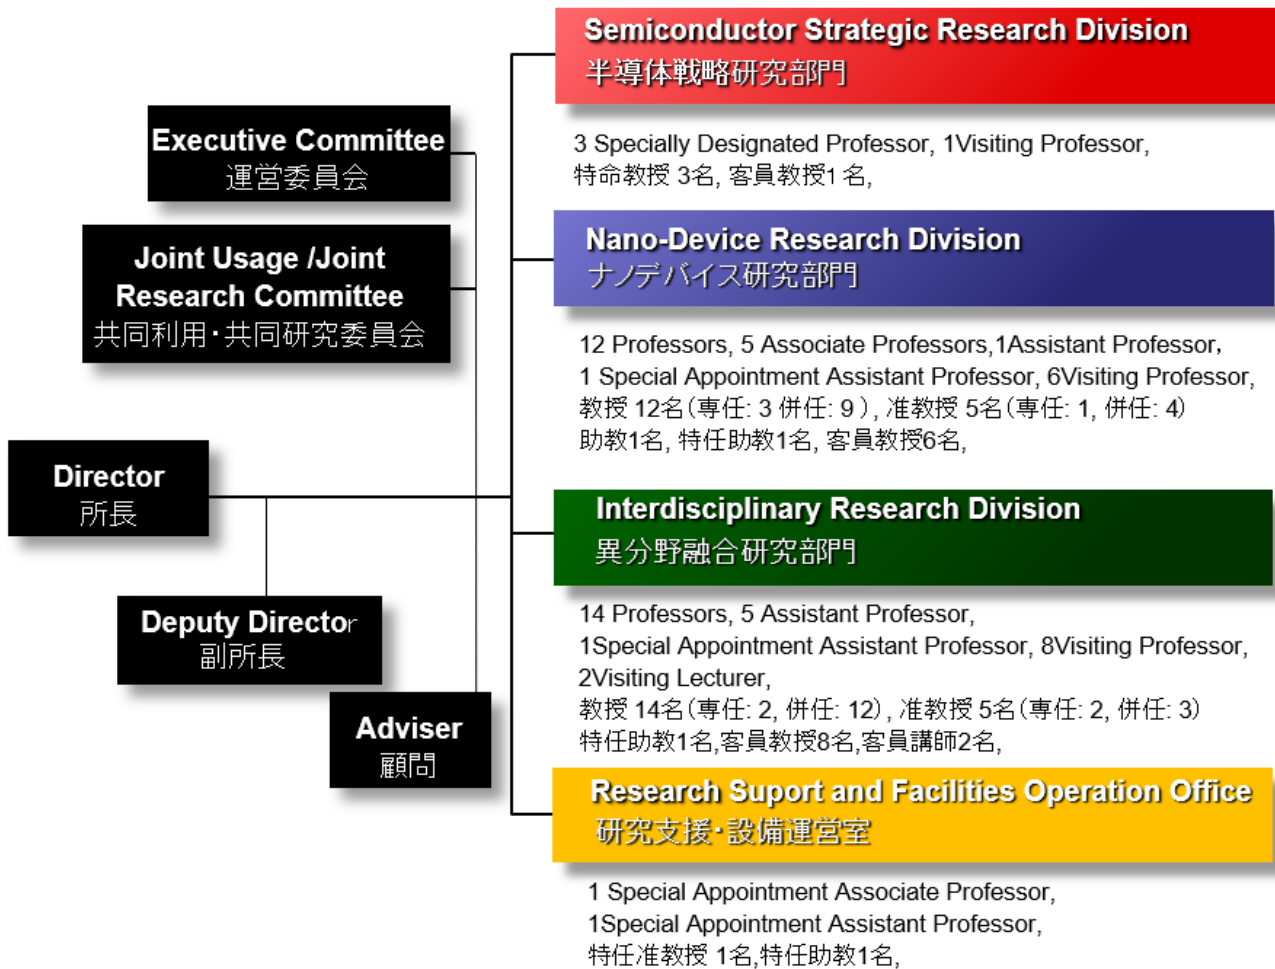 Executive Committee
運営委員会
Joint Usage /Joint
Research Committee
共同利用・共同研究委員会
Director
所長
Deputy Director
副所長
Adviser
顧問
Semiconductor Strategic Research Division
半導体戦略研究部門
3 Specially Designated Professor, 1Visiting Professor,
特命教授 3名, 客員教授1 名,
Nano-Device Research Division
ナノデバイス研究部門
12 Professors, 5 Associate Professors,1Assistant Professor,
1 Special Appointment Assistant Professor, 6Visiting Professor,
教授 12名(専任: 3 併任: 9 ), 准教授 5名(専任: 1, 併任: 4)
助教1名, 特任助教1名, 客員教授6名,
Interdisciplinary Research Division
異分野融合研究部門
14 Professors, 5 Assistant Professor,
1Special Appointment Assistant Professor, 8Visiting Professor,
2Visiting Lecturer,
教授 14名(専任: 2, 併任: 12), 准教授 5名(専任: 2, 併任: 3)
特任助教1名,客員教授8名,客員講師2名,
Research Suport and Facilities Operation Office
研究支援・設備運営室
1 Special Appointment Associate Professor,
1Special Appointment Assistant Professor,
特任准教授 1名,特任助教1名,